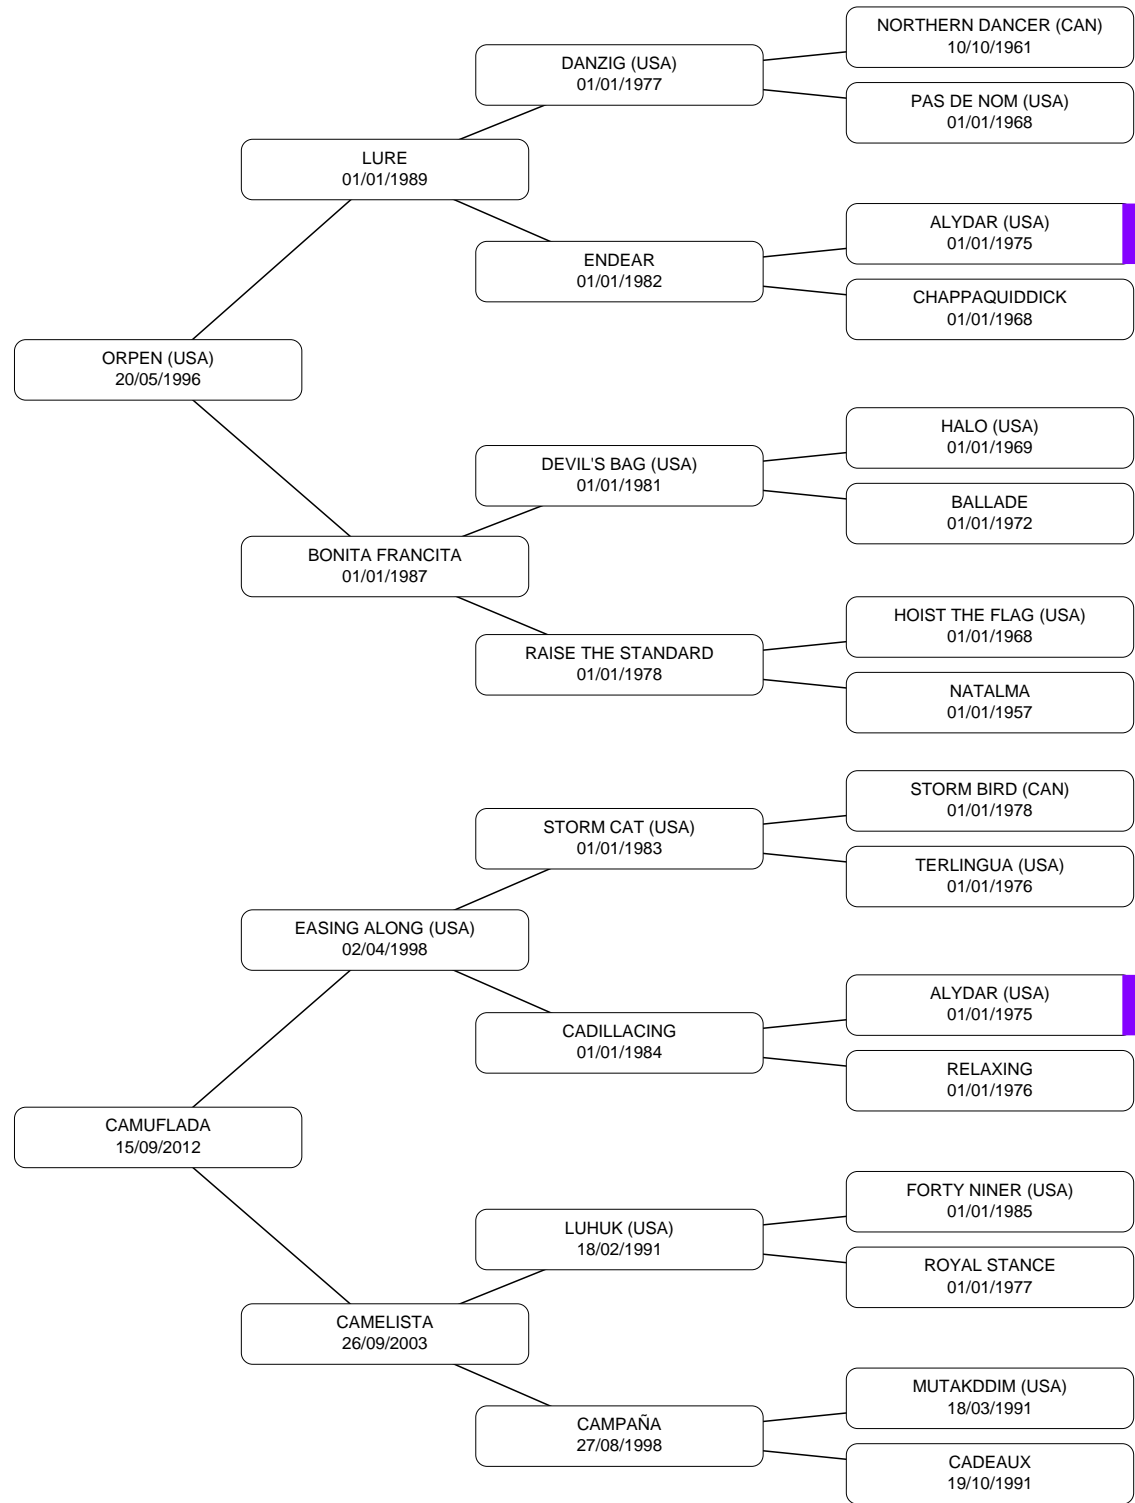 NORTHERN DANCER (CAN)
10/10/1961
DANZIG (USA)
01/01/1977
PAS DE NOM (USA)
01/01/1968
LURE
01/01/1989
ALYDAR (USA)
01/01/1975
ENDEAR
01/01/1982
CHAPPAQUIDDICK
01/01/1968
ORPEN (USA)
20/05/1996
HALO (USA)
01/01/1969
DEVIL'S BAG (USA)
01/01/1981
BALLADE
01/01/1972
BONITA FRANCITA
01/01/1987
HOIST THE FLAG (USA)
01/01/1968
RAISE THE STANDARD
01/01/1978
NATALMA
01/01/1957
STORM BIRD (CAN)
01/01/1978
STORM CAT (USA)
01/01/1983
TERLINGUA (USA)
01/01/1976
EASING ALONG (USA)
02/04/1998
ALYDAR (USA)
01/01/1975
CADILLACING
01/01/1984
RELAXING
01/01/1976
CAMUFLADA
15/09/2012
FORTY NINER (USA)
01/01/1985
LUHUK (USA)
18/02/1991
ROYAL STANCE
01/01/1977
CAMELISTA
26/09/2003
MUTAKDDIM (USA)
18/03/1991
CAMPAÑA
27/08/1998
CADEAUX
19/10/1991